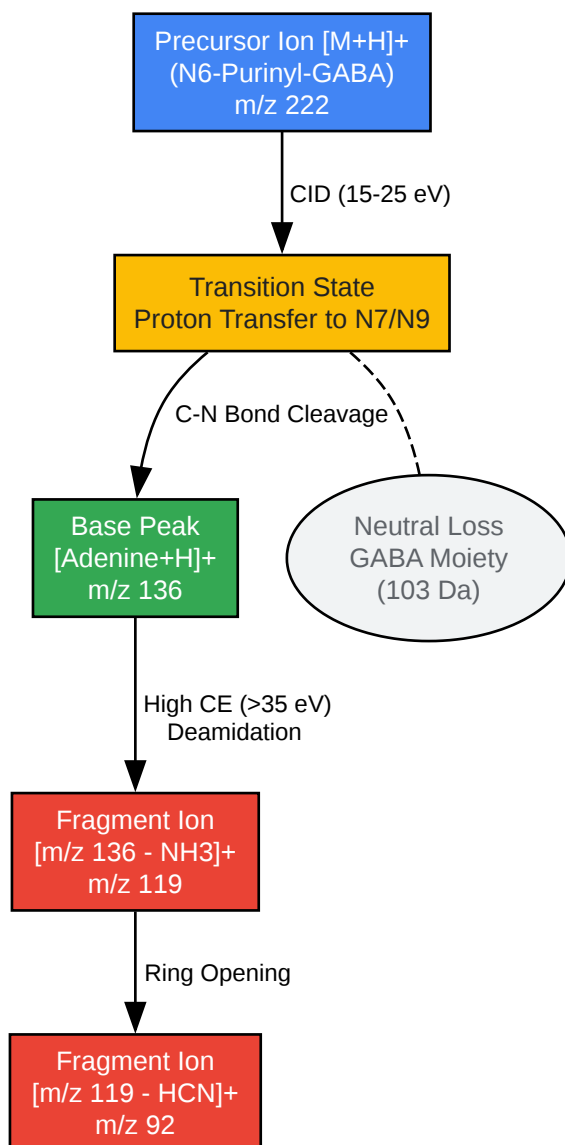 Precursor Ion [M+H]+
(N6-Purinyl-GABA)
m/z 222
CID (15-25 eV)
Transition State
Proton Transfer to N7/N9
C-N Bond Cleavage
Base Peak
[Adenine+H]+
m/z 136
Neutral Loss
GABA Moiety
(103 Da)
High CE (>35 eV)
Deamidation
Fragment Ion
[m/z 136 - NH3]+
m/z 119
Ring Opening
Fragment Ion
[m/z 119 - HCN]+
m/z 92